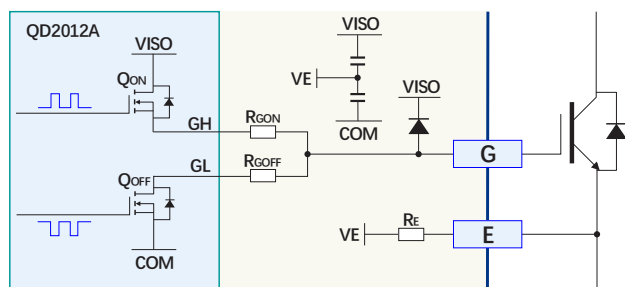 QD2012A
VISO
QON
GH
RGON
GL
RGOFF
QOFF
COM
VISO
VE
COM
VISO
G
VE
RE
E